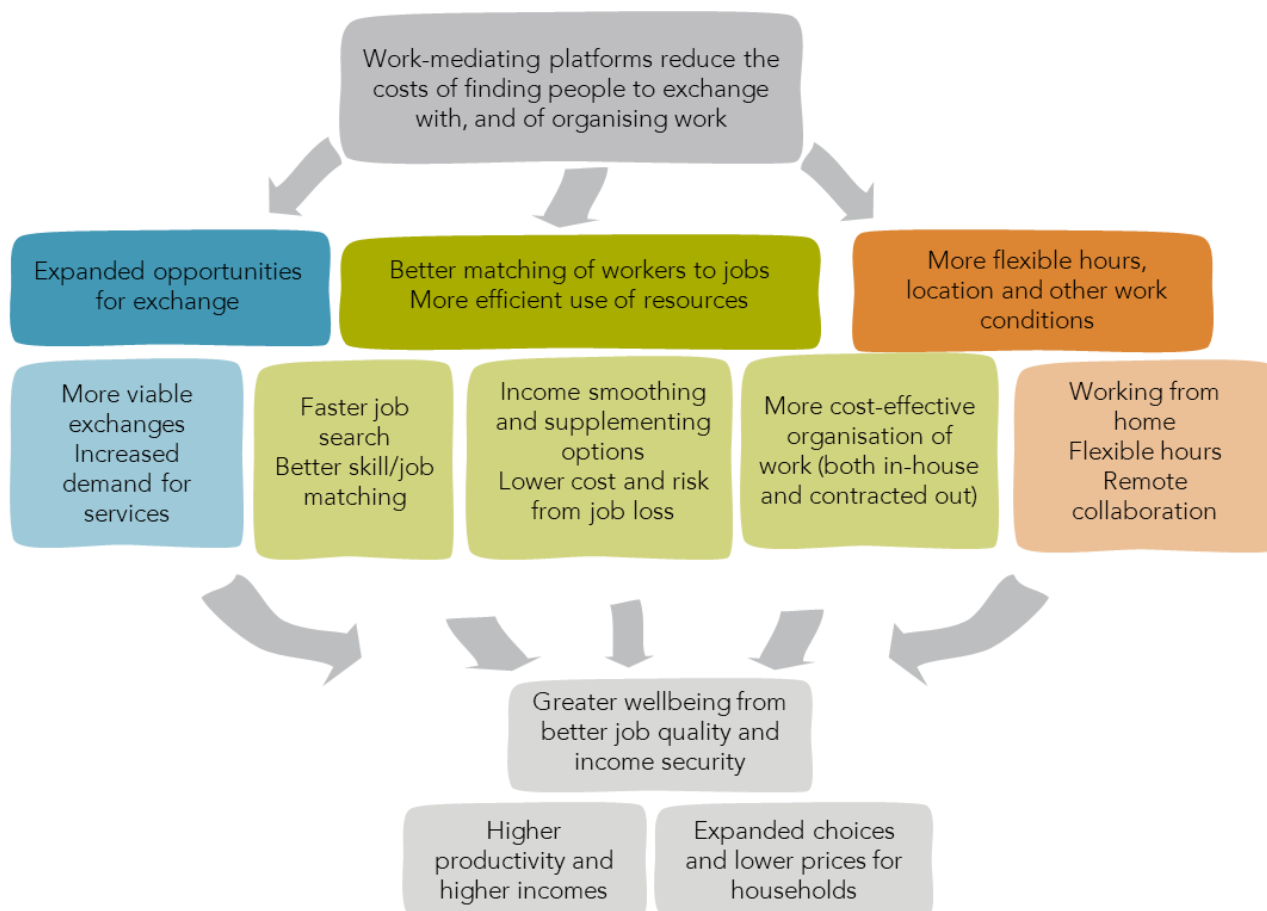 Work-mediating platforms reduce the
costs of finding people to exchange
with, and of organising work
Expanded opportunities
for exchange
Better matching of workers to jobs
More efficient use of resources
More flexible hours,
location and other work
conditions
More viable
exchanges
Increased
demand for
services
Faster job
search
Better skill/job
matching
Income smoothing
and supplementing
options
Lower cost and risk
from job loss
More cost-effective
organisation of
work (both in-house
and contracted out)
Working from
home
Flexible hours
Remote
collaboration
Greater wellbeing from
better job quality and
income security
Higher
productivity and
higher incomes
Expanded choices
and lower prices for
households